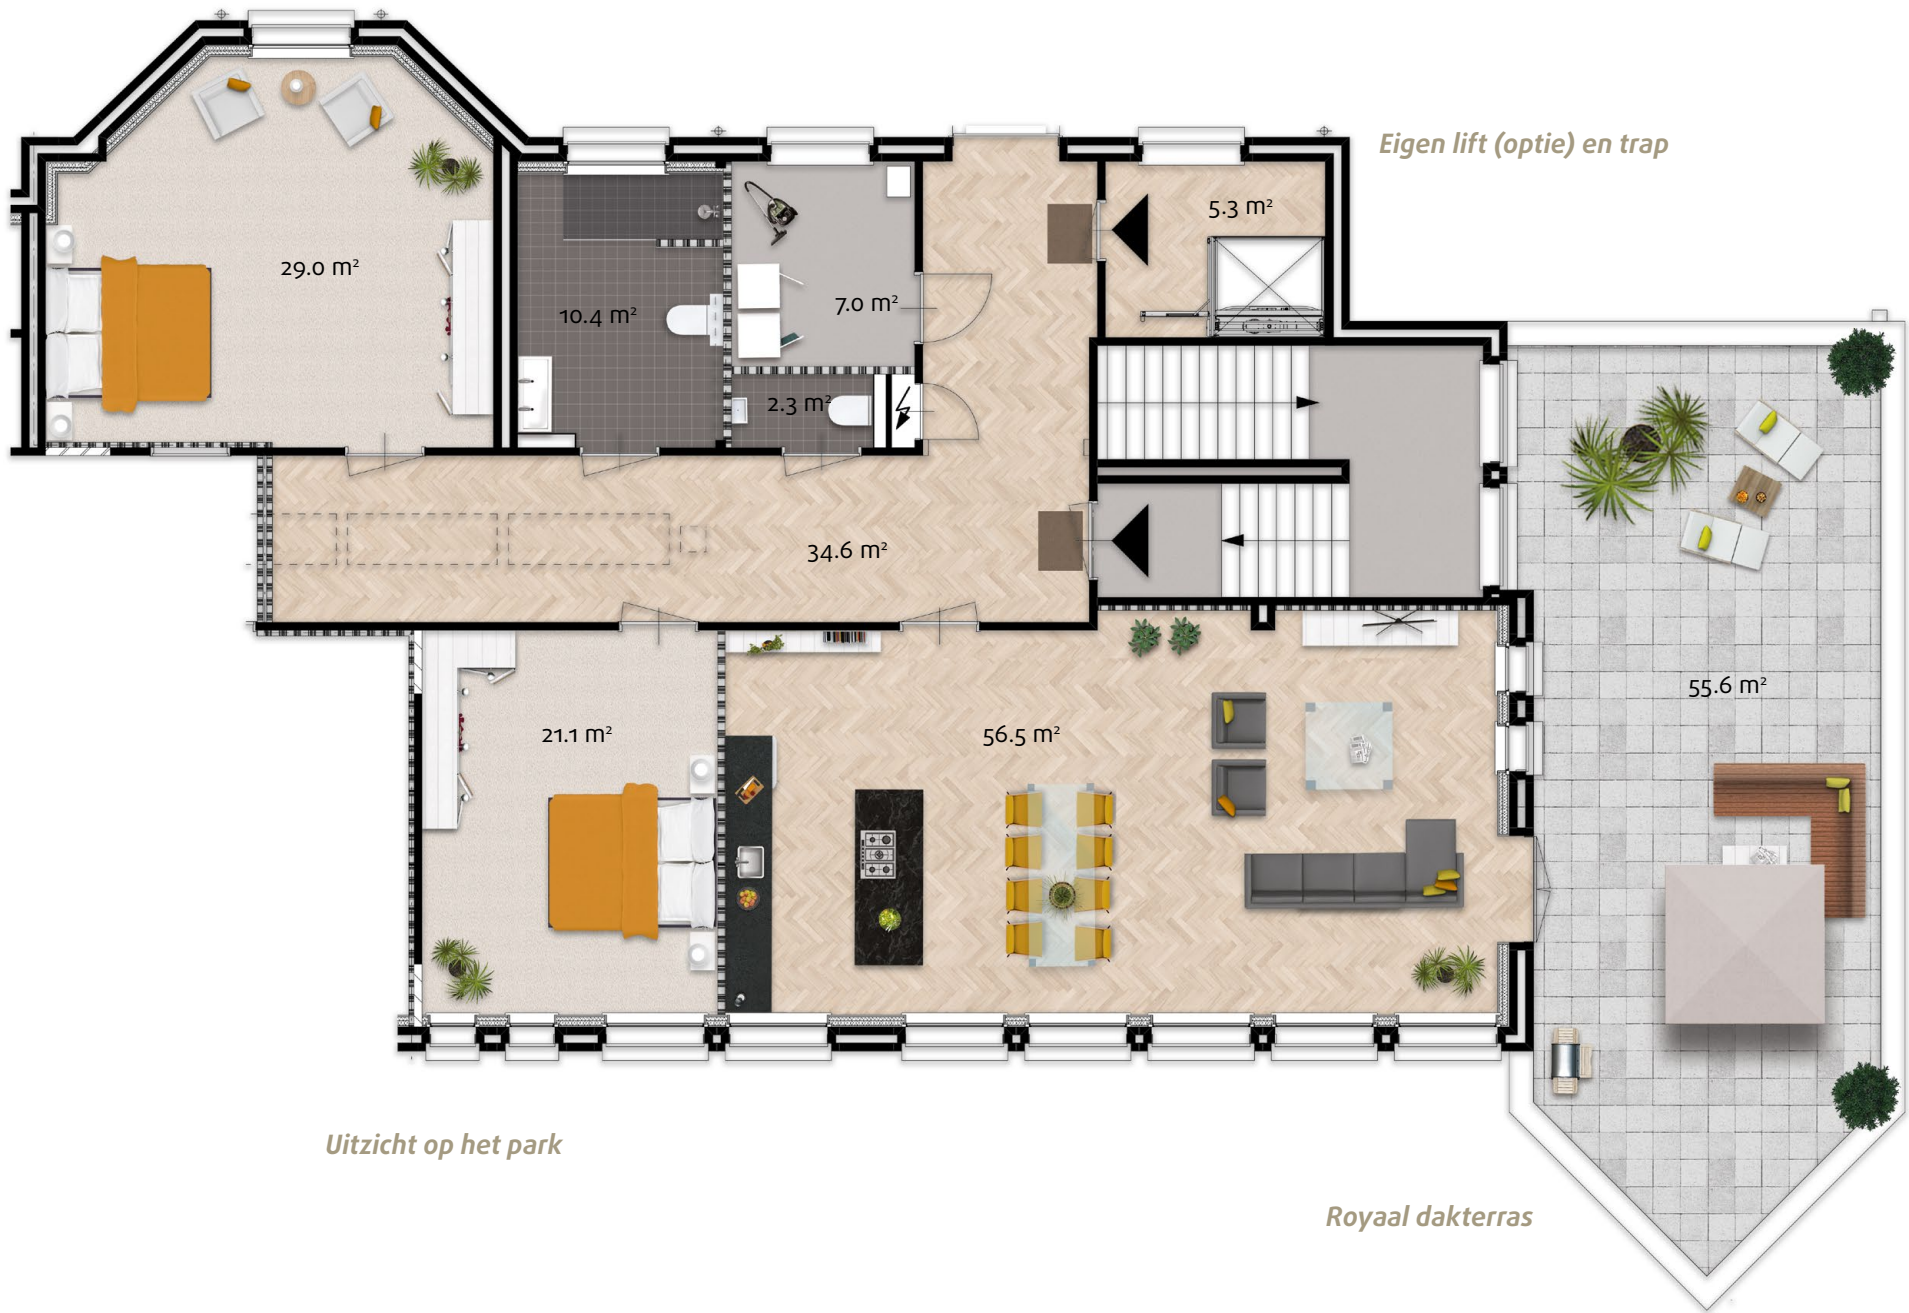 Eigen lift (optie) en trap
5.3 m²
29.0 m²
10.4 m²
7.0 m²
2.3 m²
34.6 m²
55.6 m²
21.1 m²
56.5 m²
Uitzicht op het park
Royaal dakterras